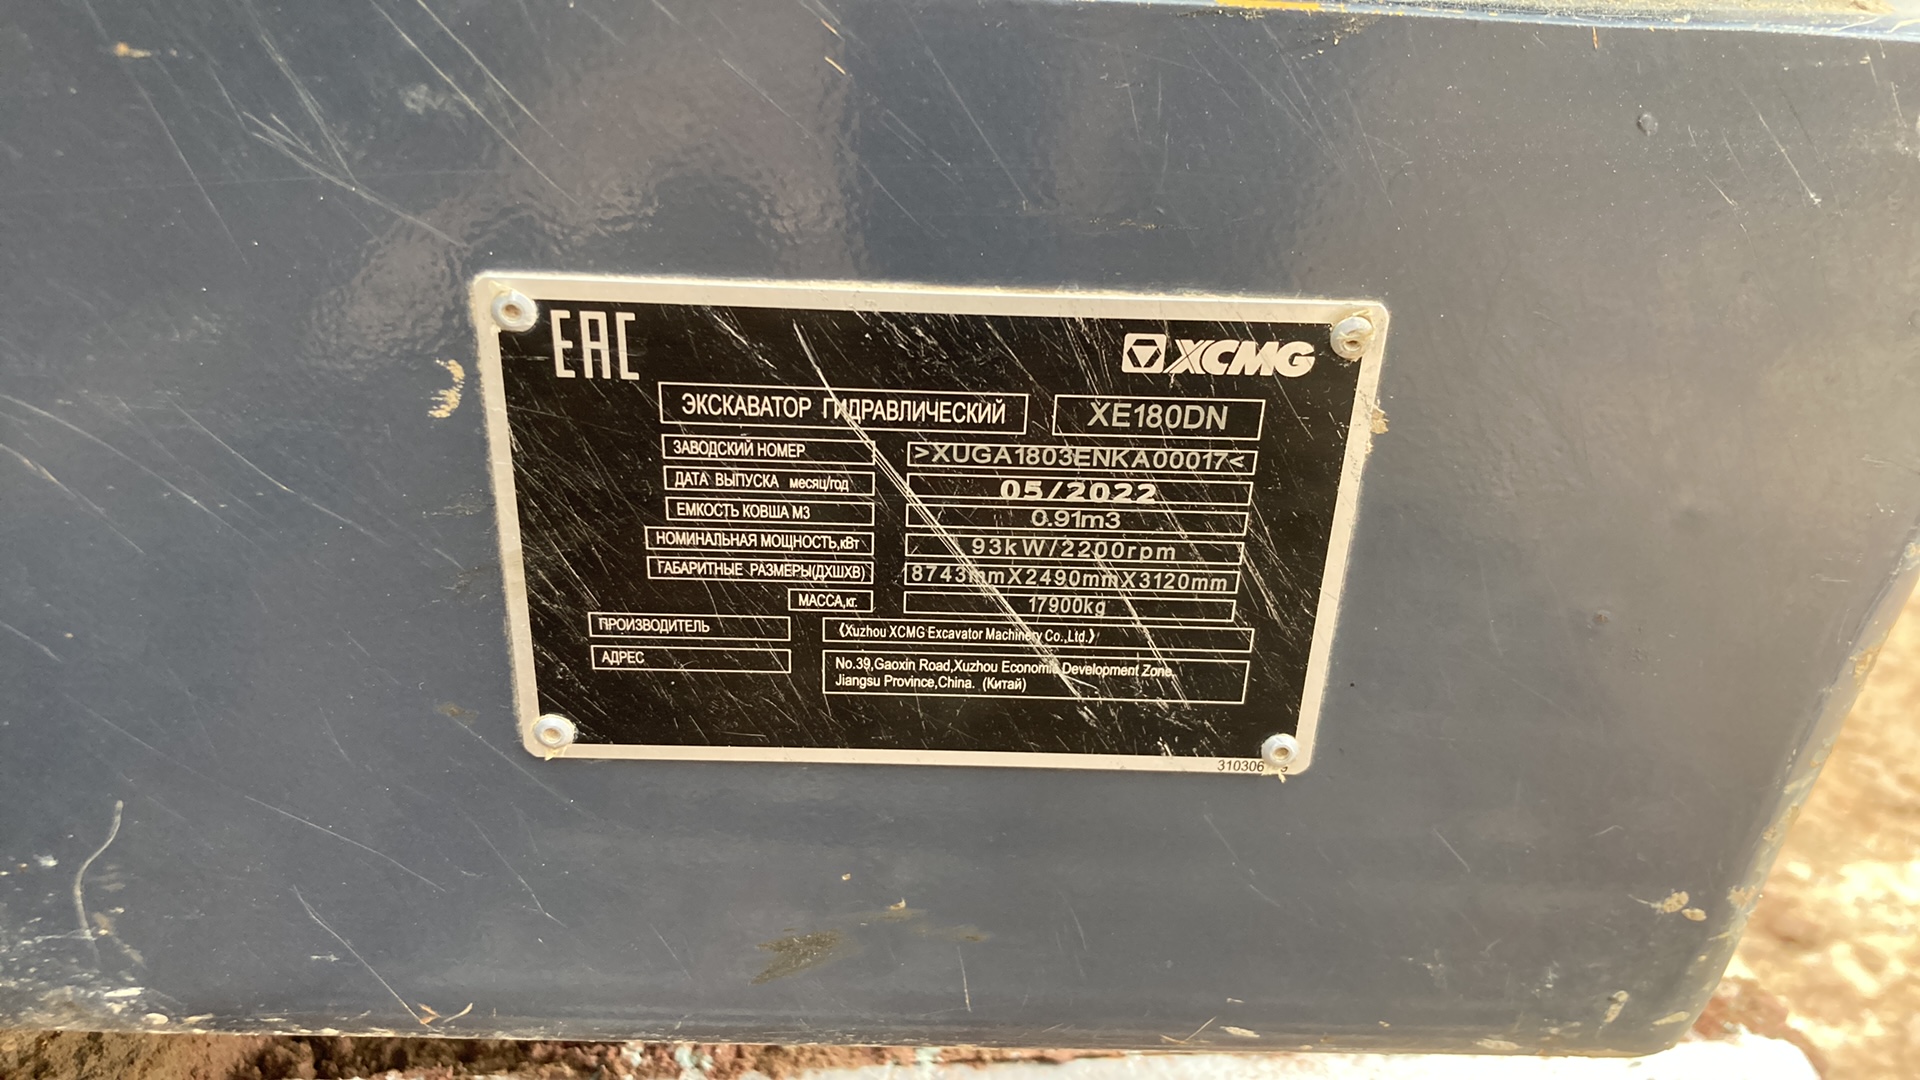 EAC
XCMG
ЭКСКАВАТОР ГИДРАВЛИЧЕСКИЙ XE180DN
ЗАВОДСКИЙ НОМЕР >XUGA1803ENKA00017<
ДАТА ВЫПУСКА месяц/год 05/2022
ЕМКОСТЬ КОВША М3 0.91m3
НОМИНАЛЬНАЯ МОЩНОСТЬ,кВт 93kW/2200rpm
ГАБАРИТНЫЕ РАЗМЕРЫ(ДХШХВ) 8743mmX2490mmX3120mm
МАССА,кг. 17900kg
ПРОИЗВОДИТЕЛЬ 《Xuzhou XCMG Excavator Machinery Co.,Ltd.》
АДРЕС No.39,Gaoxin Road,Xuzhou Economic Development Zone,
Jiangsu Province,China. (Китай)